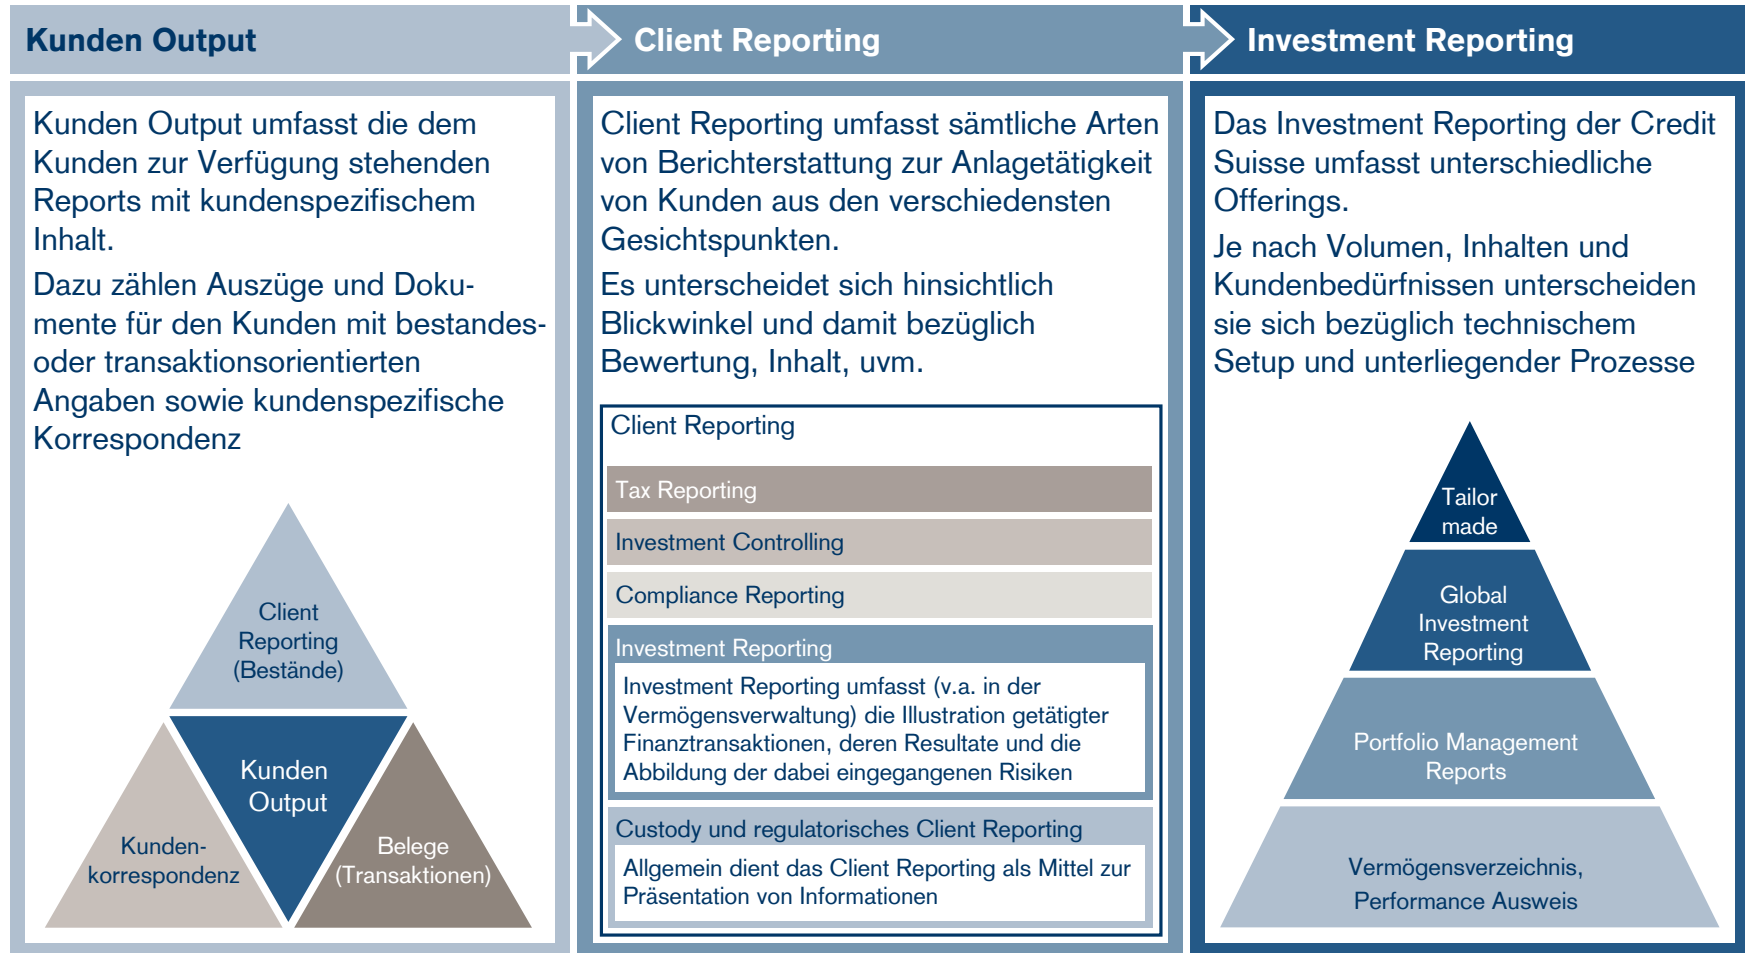 Kunden Output
Kunden Output umfasst die dem
Kunden zur Verfügung stehenden
Reports mit kundenspezifischem
Inhalt.
Dazu zählen Auszüge und Doku-
mente für den Kunden mit bestandes-
oder transaktionsorientierten
Angaben sowie kundenspezifische
Korrespondenz
Client
Reporting
(Bestände)
Kunden
Output
Kunden-
korrespondenz
Belege
(Transaktionen)
Client Reporting
Client Reporting umfasst sämtliche Arten
von Berichterstattung zur Anlagetätigkeit
von Kunden aus den verschiedensten
Gesichtspunkten.
Es unterscheidet sich hinsichtlich
Blickwinkel und damit bezüglich
Bewertung, Inhalt, uvm.
Client Reporting
Tax Reporting
Investment Controlling
Compliance Reporting
Investment Reporting
Investment Reporting umfasst (v.a. in der
Vermögensverwaltung) die Illustration getätigter
Finanztransaktionen, deren Resultate und die
Abbildung der dabei eingegangenen Risiken
Custody und regulatorisches Client Reporting
Allgemein dient das Client Reporting als Mittel zur
Präsentation von Informationen
Investment Reporting
Das Investment Reporting der Credit
Suisse umfasst unterschiedliche
Offerings.
Je nach Volumen, Inhalten und
Kundenbedürfnissen unterscheiden
sie sich bezüglich technischem
Setup und unterliegender Prozesse
Tailor
made
Global
Investment
Reporting
Portfolio Management
Reports
Vermögensverzeichnis,
Performance Ausweis